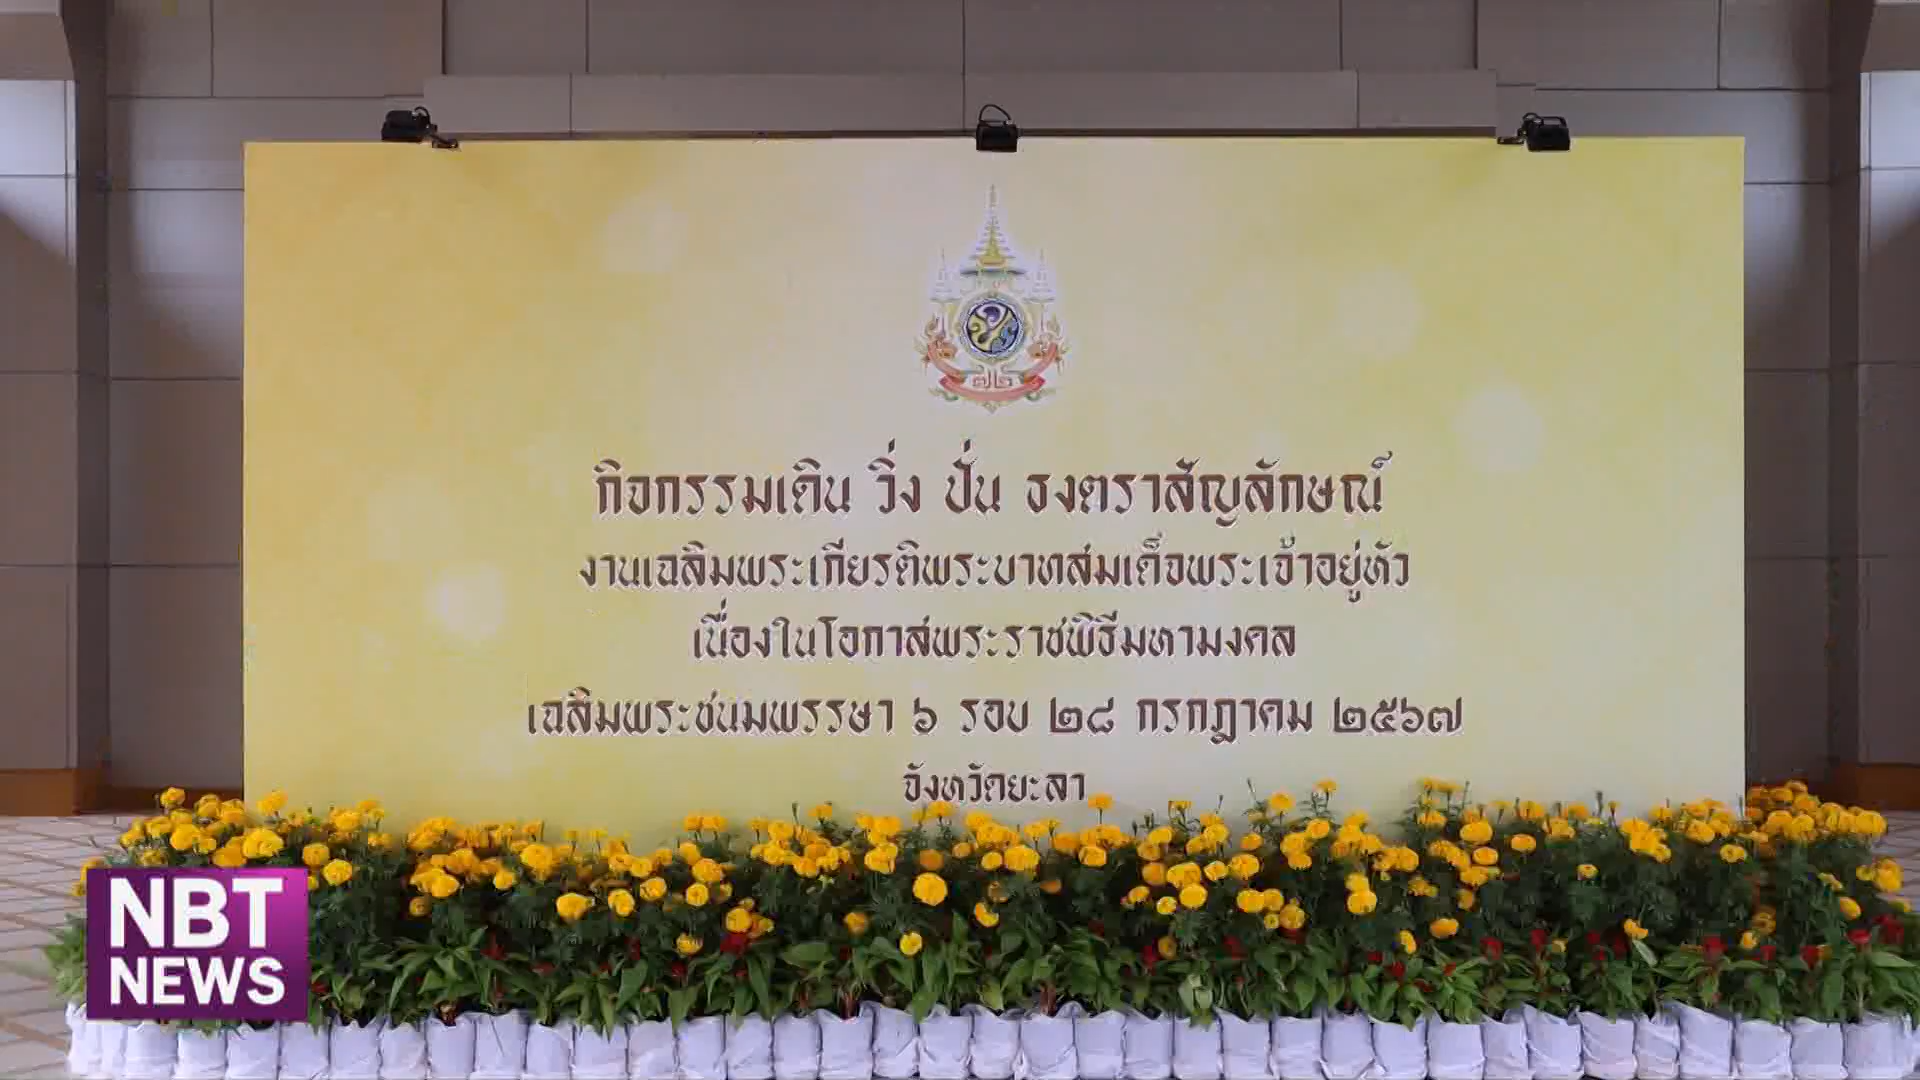 ๗๒
กิจกรรมเดิน วิ่ง ปั่น ธงตราสัญลักษณ์
งานเฉลิมพระเกียรติพระบาทสมเด็จพระเจ้าอยู่หัว
เนื่องในโอกาสพระราชพิธีมหามงคล
เฉลิมพระชนมพรรษา ๖ รอบ ๒๘ กรกฎาคม ๒๕๖๗
จังหวัดยะลา
NBT
NEWS